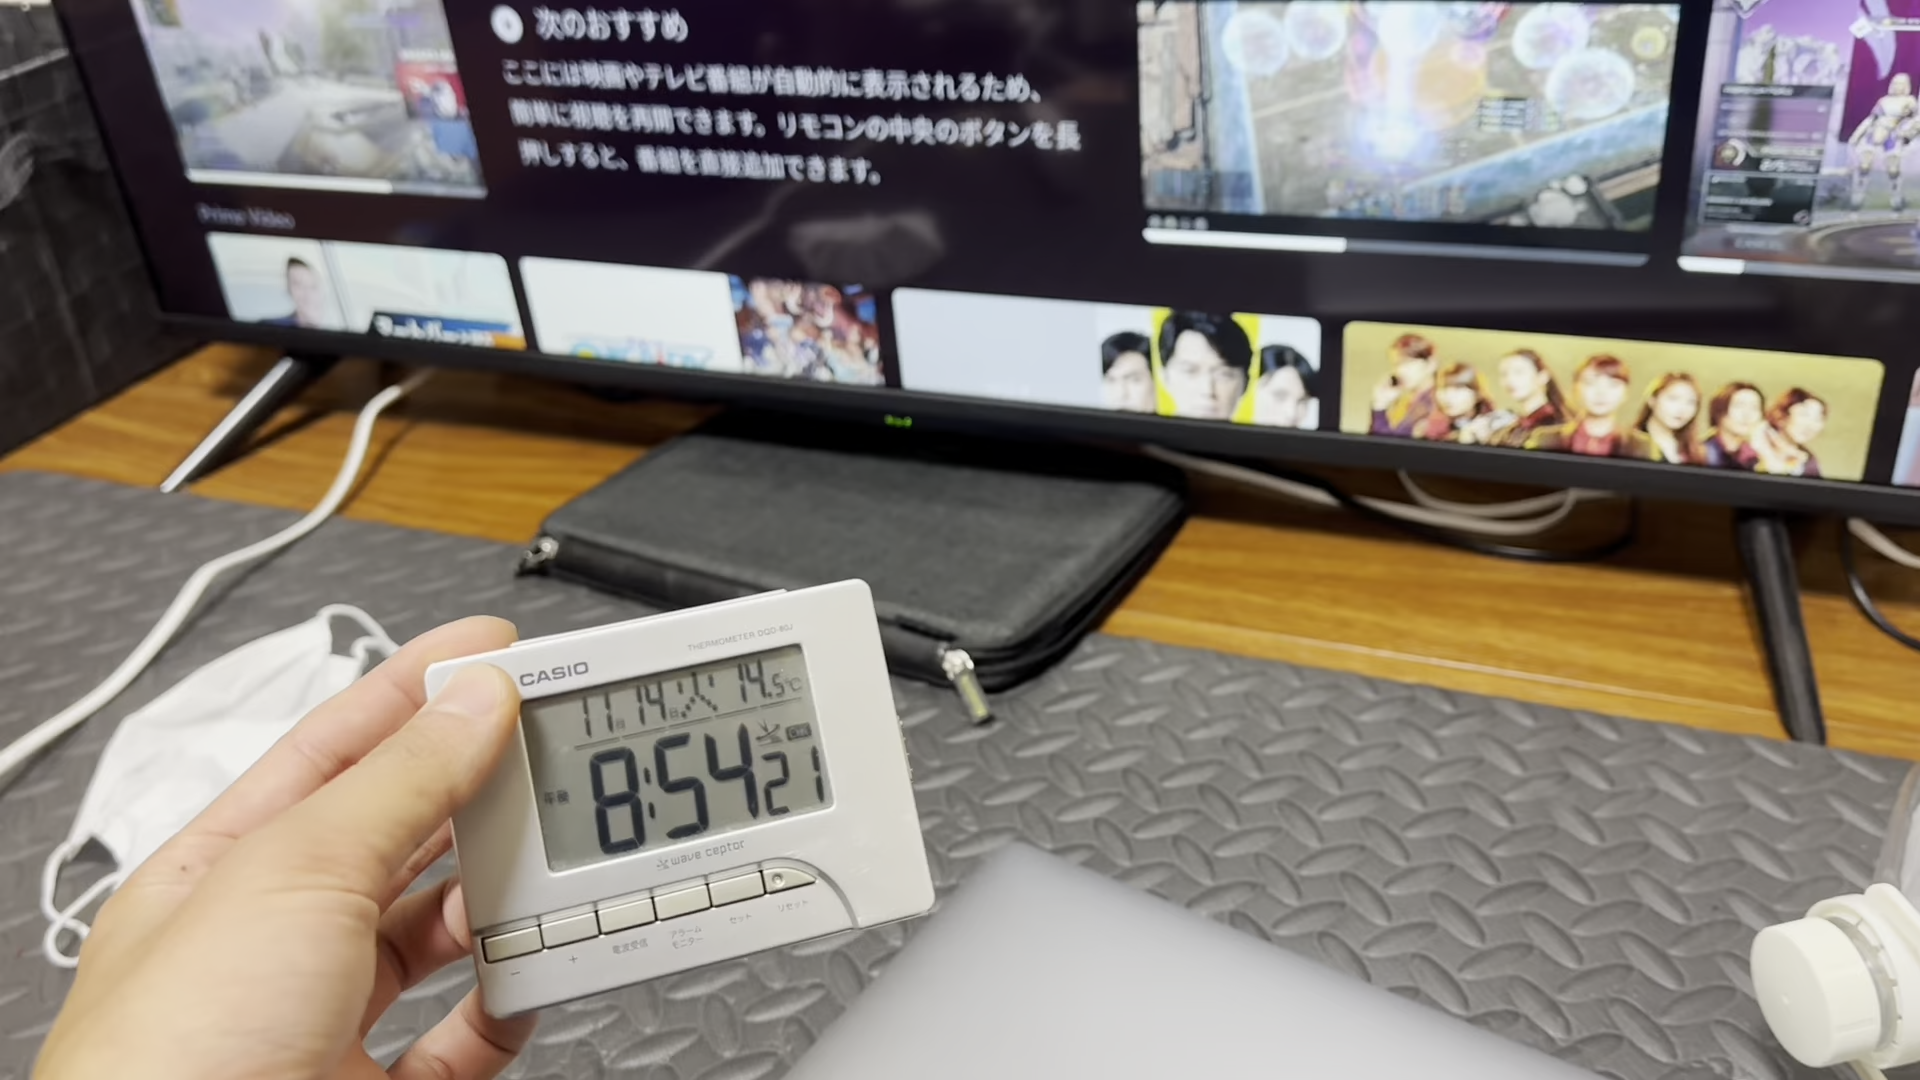 次のおすすめ
ここには映画やテレビ番組が自動的に表示されるため、
簡単に視聴を再開できます。リモコンの中央のボタンを長
押しすると、番組を直接追加できます。
Prime Video
CASIO
THERMOMETER DQD-80J
11月14日火 14.5℃
午後 8:54 21
wave ceptor
- + 電波受信 アラームモニター セット リセット